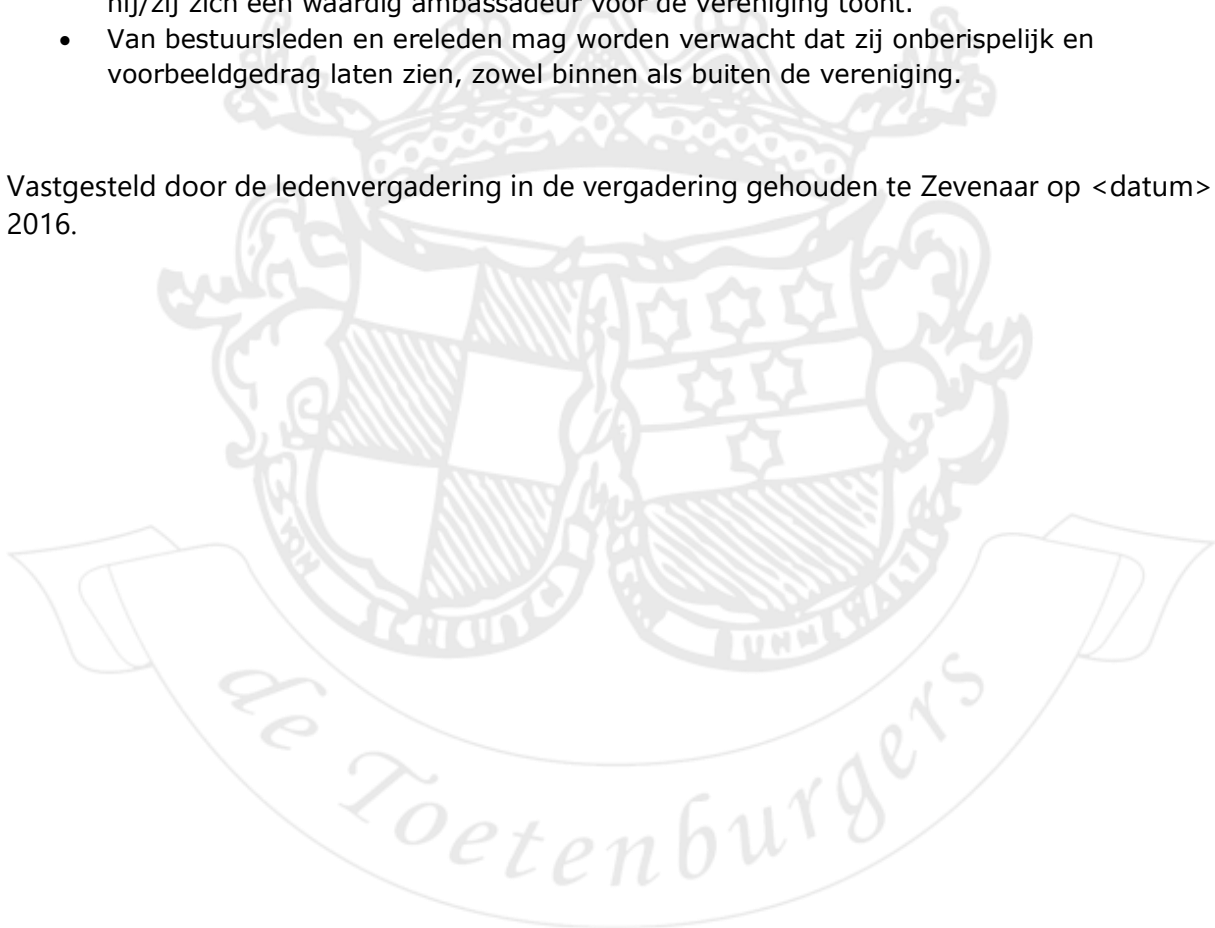 hij/zij zich een waardig ambassadeur voor de vereniging toont.
• Van bestuursleden en ereleden mag worden verwacht dat zij onberispelijk en
voorbeeldgedrag laten zien, zowel binnen als buiten de vereniging.
Vastgesteld door de ledenvergadering in de vergadering gehouden te Zevenaar op <datum>
2016.
de Toetenburgers